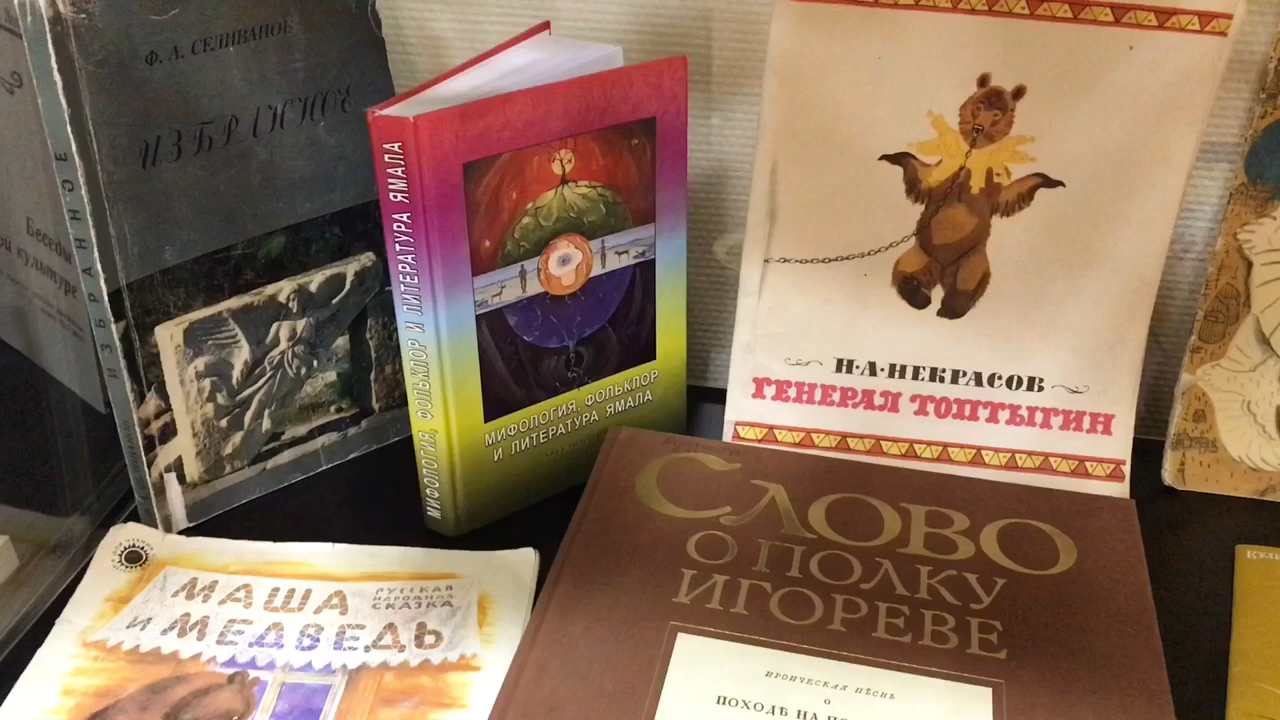 Ф. А. СЕЛИВАНОВ
ИЗБРАННОЕ
ИЗБРАННОЕ
Беседы
культуре
МИФОЛОГИЯ, ФОЛЬКЛОР И ЛИТЕРАТУРА ЯМАЛА
МИФОЛОГИЯ, ФОЛЬКЛОР
И ЛИТЕРАТУРА ЯМАЛА
Н·А·НЕКРАСОВ
ГЕНЕРАЛ ТОПТЫГИН
МАША
И МЕДВЕДЬ
РУССКАЯ
НАРОДНАЯ
СКАЗКА
СЛОВО
О ПОЛКУ
ИГОРЕВЕ
ИРОИЧЕСКАЯ ПѢСНЬ
О
ПОХОДѢ НА ПО